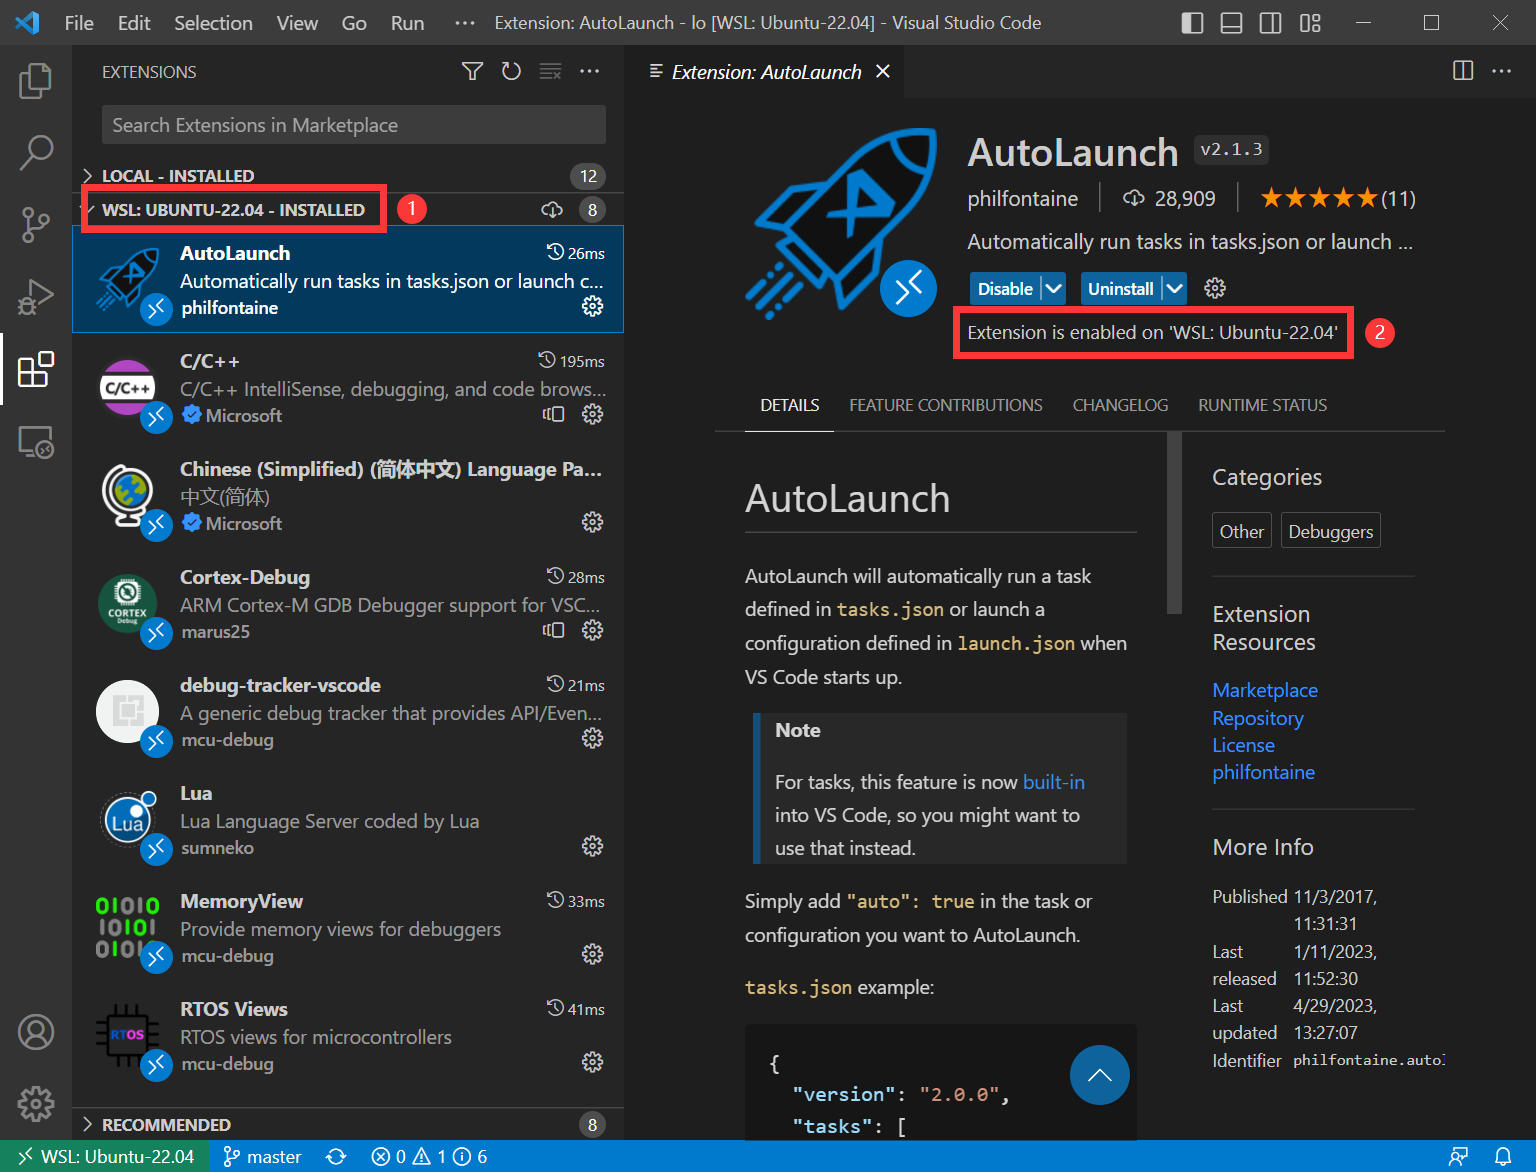 File Edit Selection View Go Run ··· Extension: AutoLaunch - lo [WSL: Ubuntu-22.04] - Visual Studio Code
EXTENSIONS
Search Extensions in Marketplace
LOCAL - INSTALLED 12
WSL: UBUNTU-22.04 - INSTALLED 1 8
AutoLaunch 26ms
Automatically run tasks in tasks.json or launch c...
philfontaine
C/C++ 195ms
C/C++
C/C++ IntelliSense, debugging, and code brows...
Microsoft
Chinese (Simplified) (简体中文) Language Pa...
中文(简体)
Microsoft
Cortex-Debug 28ms
CORTEX
Debug
ARM Cortex-M GDB Debugger support for VSC...
marus25
debug-tracker-vscode 21ms
A generic debug tracker that provides API/Even...
mcu-debug
Lua
Lua
Lua Language Server coded by Lua
sumneko
MemoryView 33ms
01010
10101
0101
Provide memory views for debuggers
mcu-debug
RTOS Views 41ms
RTOS
RTOS views for microcontrollers
mcu-debug
RECOMMENDED 8
Extension: AutoLaunch
AutoLaunch v2.1.3
philfontaine 28,909 (11)
Automatically run tasks in tasks.json or launch ...
Disable Uninstall
Extension is enabled on 'WSL: Ubuntu-22.04' 2
DETAILS FEATURE CONTRIBUTIONS CHANGELOG RUNTIME STATUS
AutoLaunch
AutoLaunch will automatically run a task
defined in tasks.json or launch a
configuration defined in launch.json when
VS Code starts up.
Note
For tasks, this feature is now built-in
into VS Code, so you might want to
use that instead.
Simply add "auto": true in the task or
configuration you want to AutoLaunch.
tasks.json example:
{
"version": "2.0.0",
"tasks": [
Categories
Other Debuggers
Extension
Resources
Marketplace
Repository
License
philfontaine
More Info
Published 11/3/2017,
11:31:31
Last 1/11/2023,
released 11:52:30
Last 4/29/2023,
updated 13:27:07
Identifier philfontaine.auto
WSL: Ubuntu-22.04 master 0 1 6